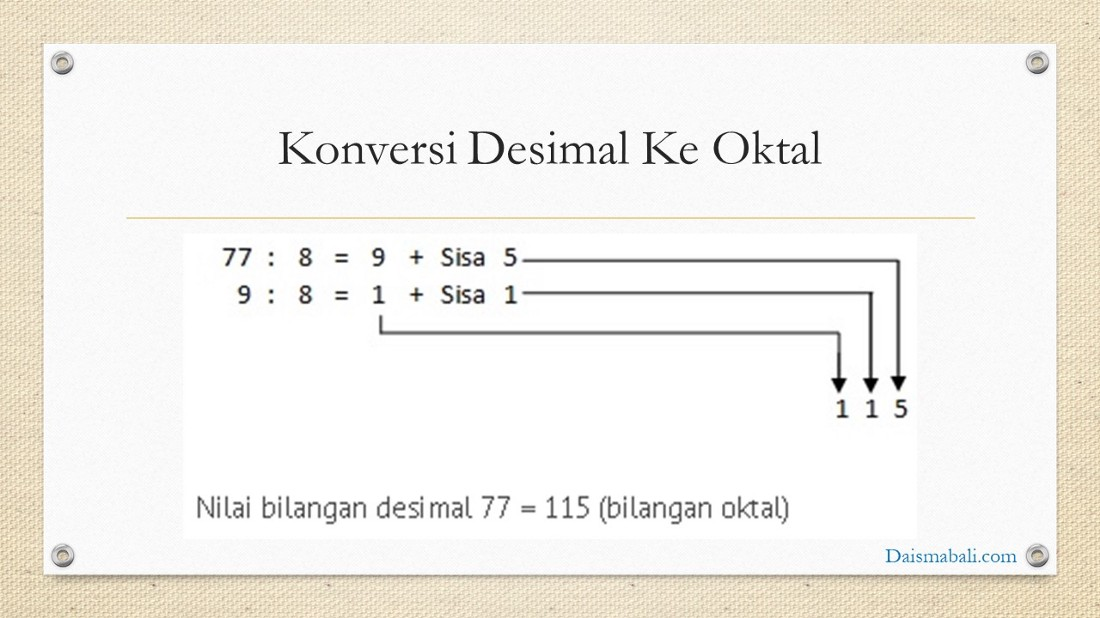 Konversi Desimal Ke Oktal
77 : 8 = 9 + Sisa 5
9 : 8 = 1 + Sisa 1
1 1 5
Nilai bilangan desimal 77 = 115 (bilangan oktal)
Daismabali.com